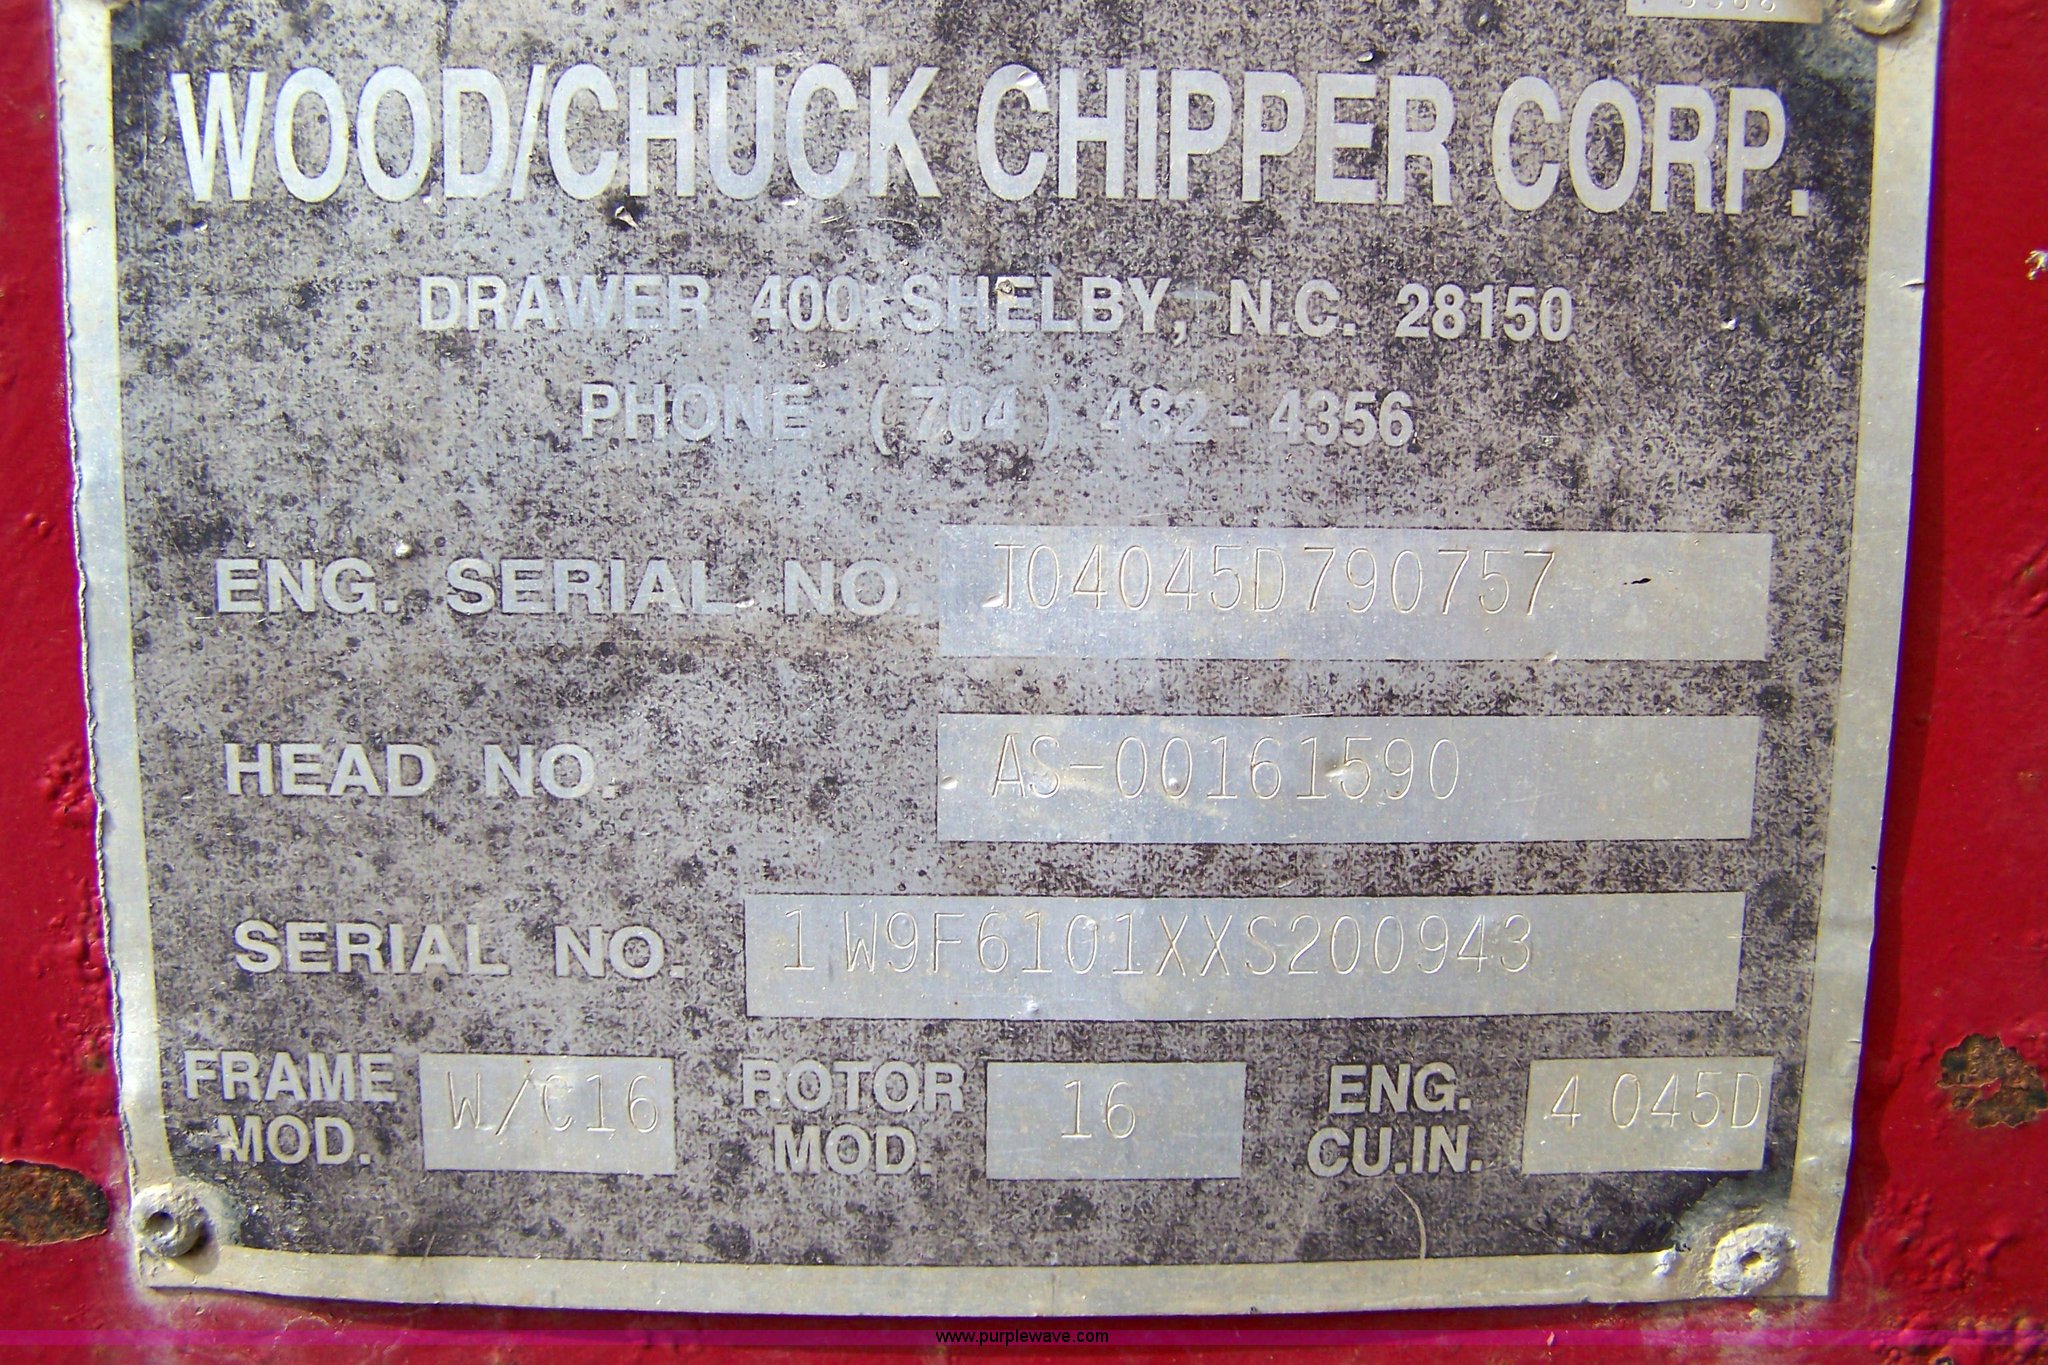 WOOD/CHUCK CHIPPER CORP.
DRAWER 400 SHELBY, N.C. 28150
PHONE (704) 482-4356
ENG. SERIAL NO. T04045D790757
HEAD NO. AS-00161590
SERIAL NO. 1W9F6101XXS200943
FRAME MOD. W/C16 ROTOR MOD. 16 ENG. CU.IN. 4045D
www.purplewave.com